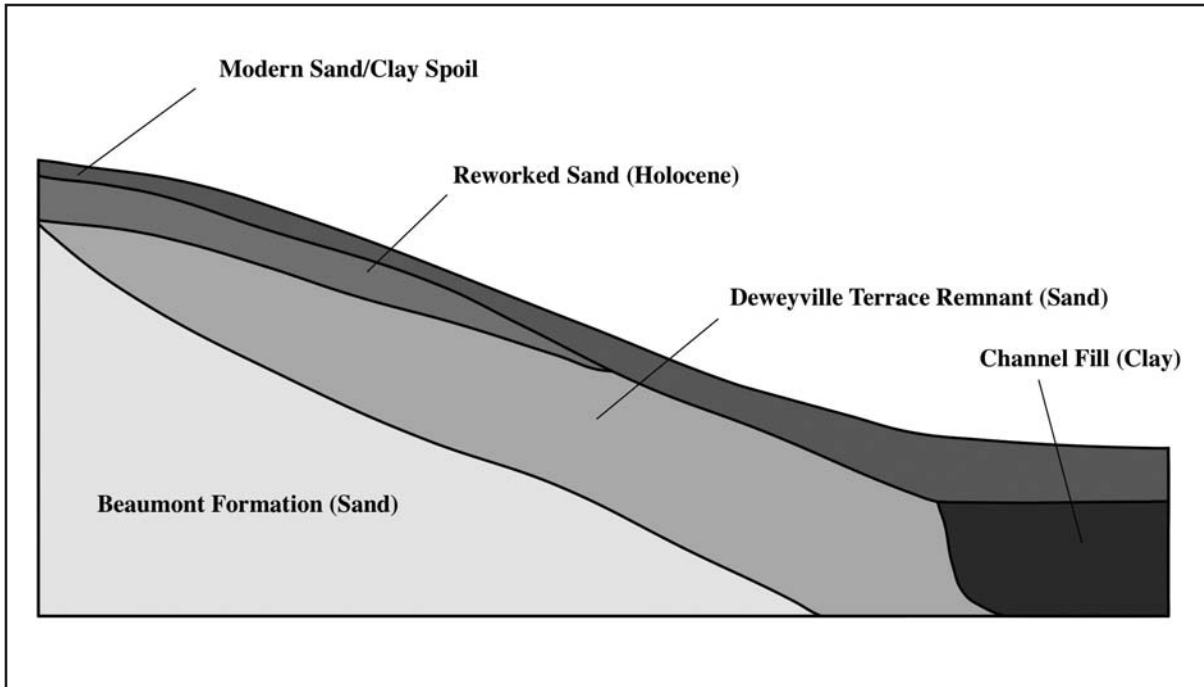 Modern Sand/Clay Spoil
Reworked Sand (Holocene)
Deweyville Terrace Remnant (Sand)
Channel Fill (Clay)
Beaumont Formation (Sand)